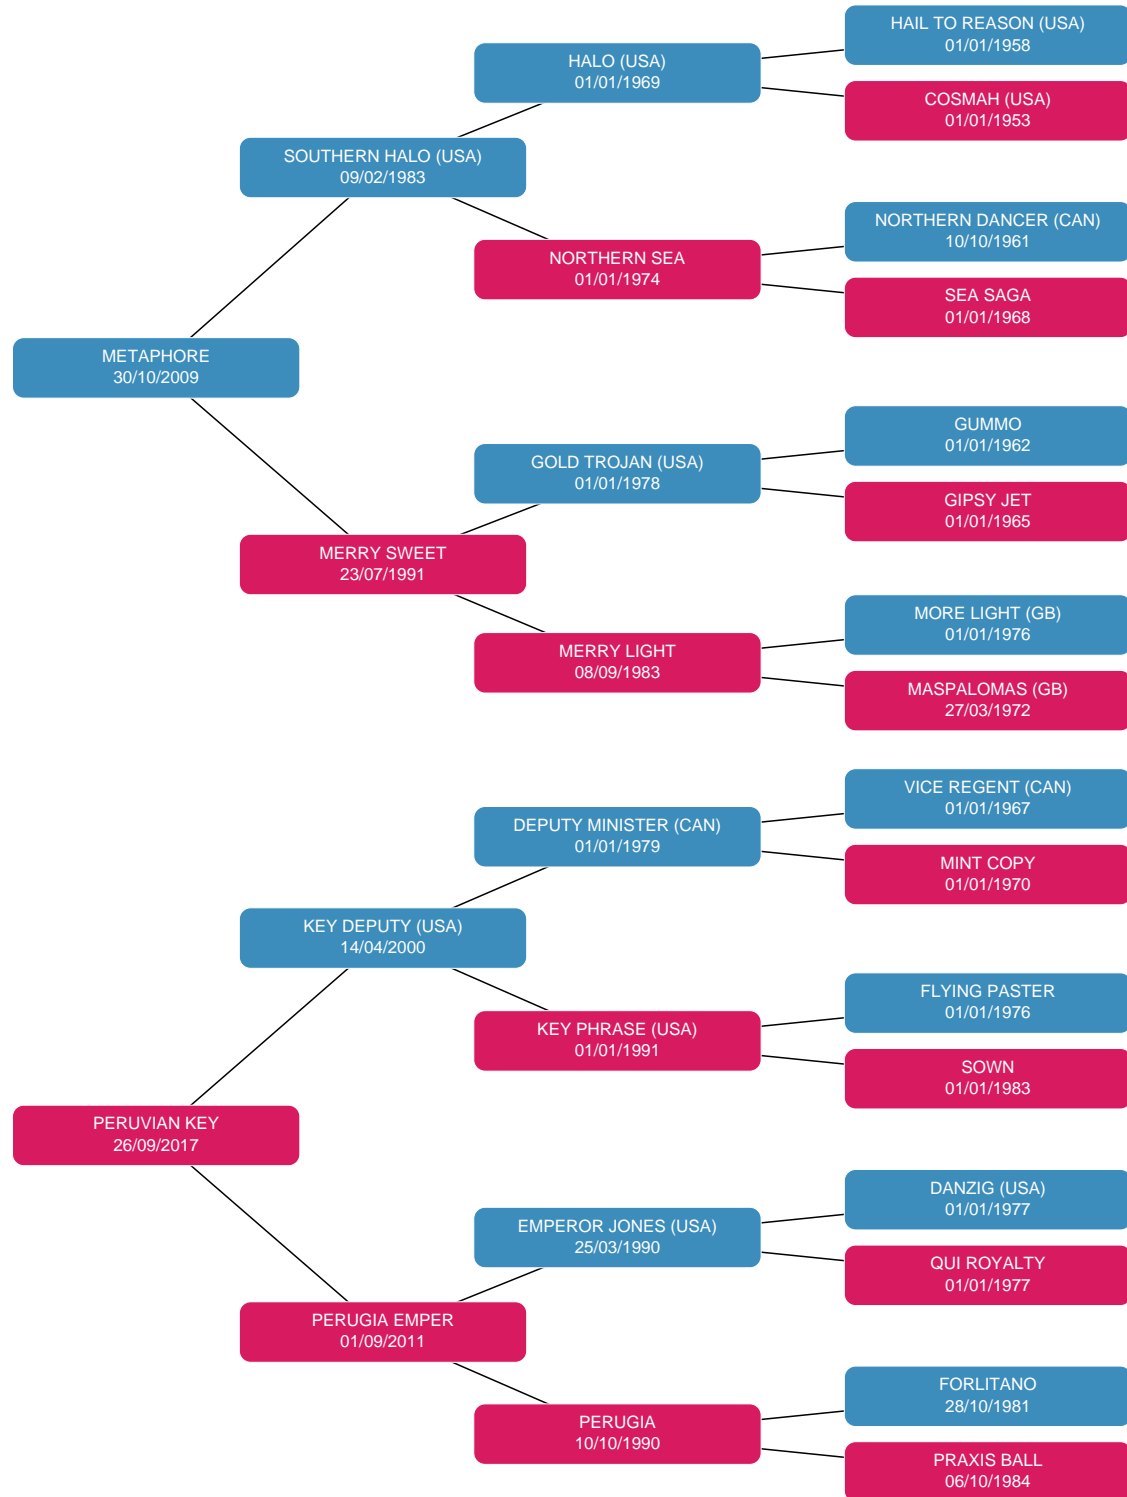 HAIL TO REASON (USA)
01/01/1958
HALO (USA)
01/01/1969
COSMAH (USA)
01/01/1953
SOUTHERN HALO (USA)
09/02/1983
NORTHERN DANCER (CAN)
10/10/1961
NORTHERN SEA
01/01/1974
SEA SAGA
01/01/1968
METAPHORE
30/10/2009
GUMMO
01/01/1962
GOLD TROJAN (USA)
01/01/1978
GIPSY JET
01/01/1965
MERRY SWEET
23/07/1991
MORE LIGHT (GB)
01/01/1976
MERRY LIGHT
08/09/1983
MASPALOMAS (GB)
27/03/1972
VICE REGENT (CAN)
01/01/1967
DEPUTY MINISTER (CAN)
01/01/1979
MINT COPY
01/01/1970
KEY DEPUTY (USA)
14/04/2000
FLYING PASTER
01/01/1976
KEY PHRASE (USA)
01/01/1991
SOWN
01/01/1983
PERUVIAN KEY
26/09/2017
DANZIG (USA)
01/01/1977
EMPEROR JONES (USA)
25/03/1990
QUI ROYALTY
01/01/1977
PERUGIA EMPER
01/09/2011
FORLITANO
28/10/1981
PERUGIA
10/10/1990
PRAXIS BALL
06/10/1984